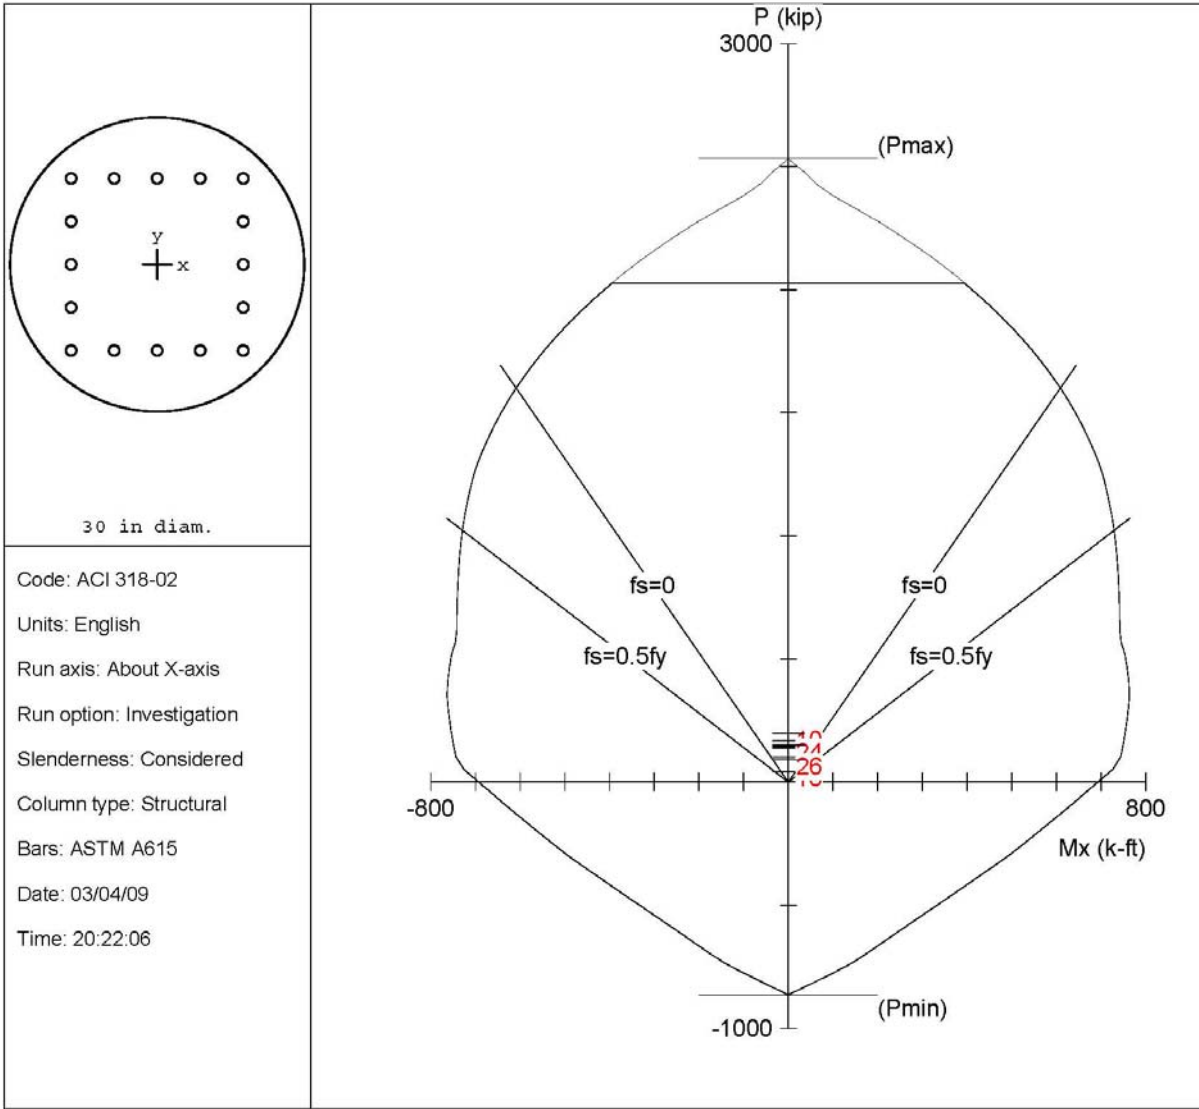 y
x
30 in diam.
Code: ACI 318-02
Units: English
Run axis: About X-axis
Run option: Investigation
Slenderness: Considered
Column type: Structural
Bars: ASTM A615
Date: 03/04/09
Time: 20:22:06
P (kip)
3000
(Pmax)
fs=0
fs=0
fs=0.5fy
fs=0.5fy
26
-800
800
Mx (k-ft)
(Pmin)
-1000